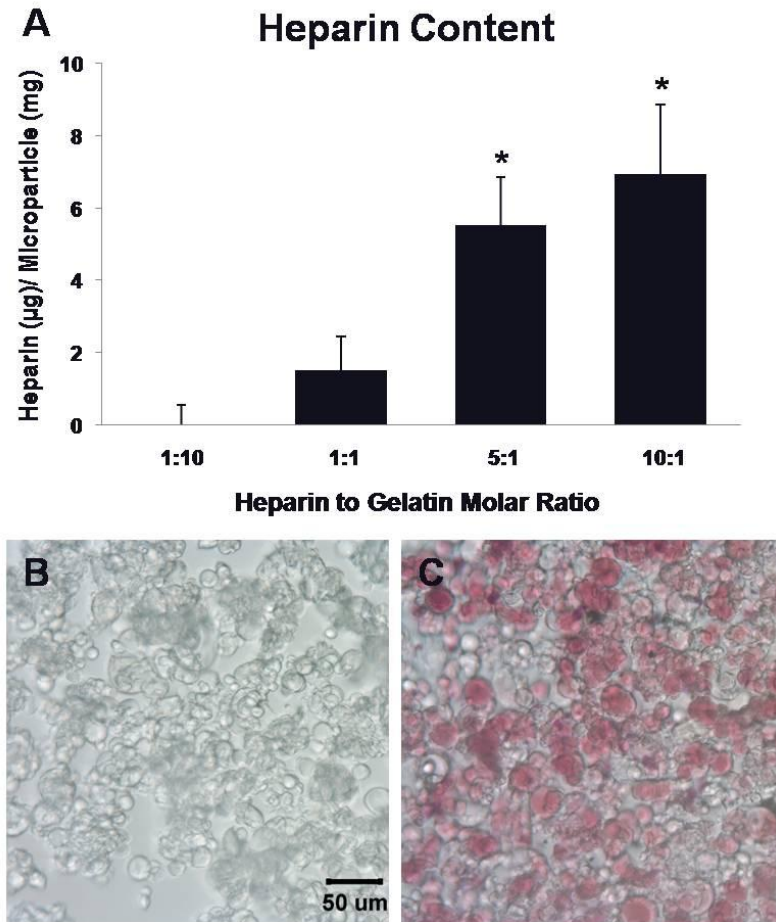 A
Heparin Content
Heparin (µg)/ Microparticle (mg)
10
8
6
4
2
0
*
*
1:10 1:1 5:1 10:1
Heparin to Gelatin Molar Ratio
B
50 um
C